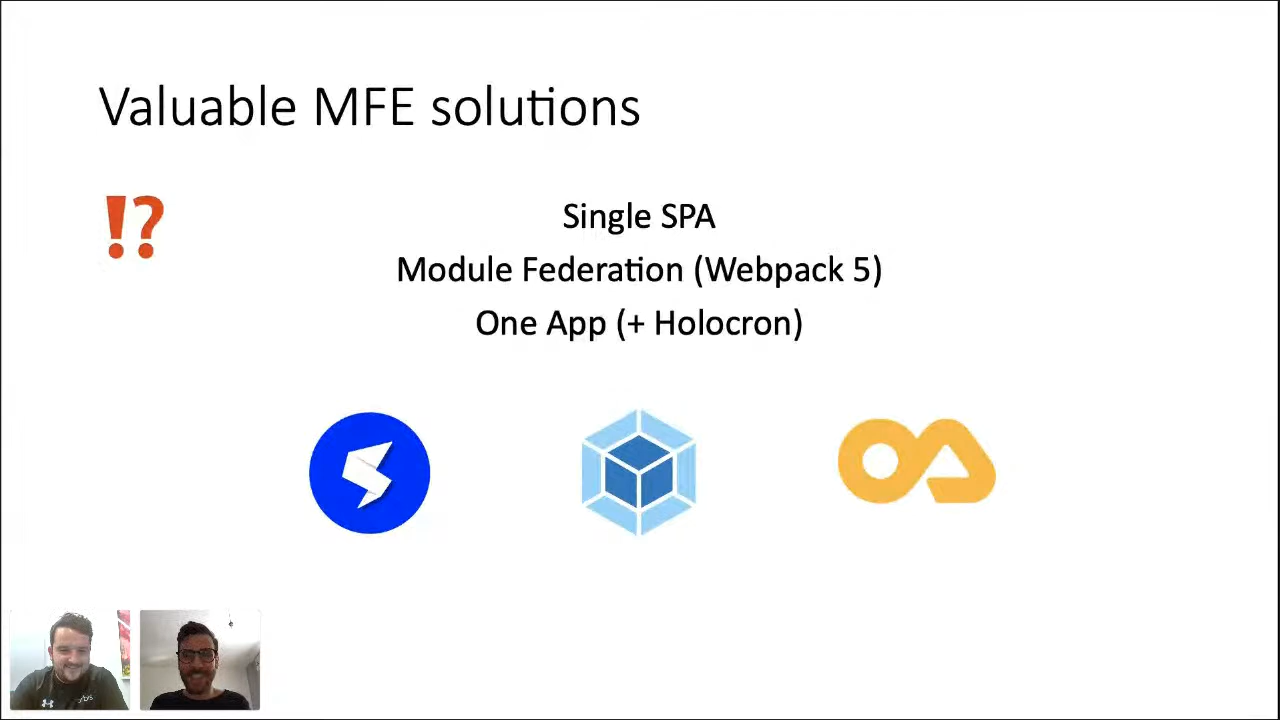 Valuable MFE solutions
⁉
Single SPA
Module Federation (Webpack 5)
One App (+ Holocron)